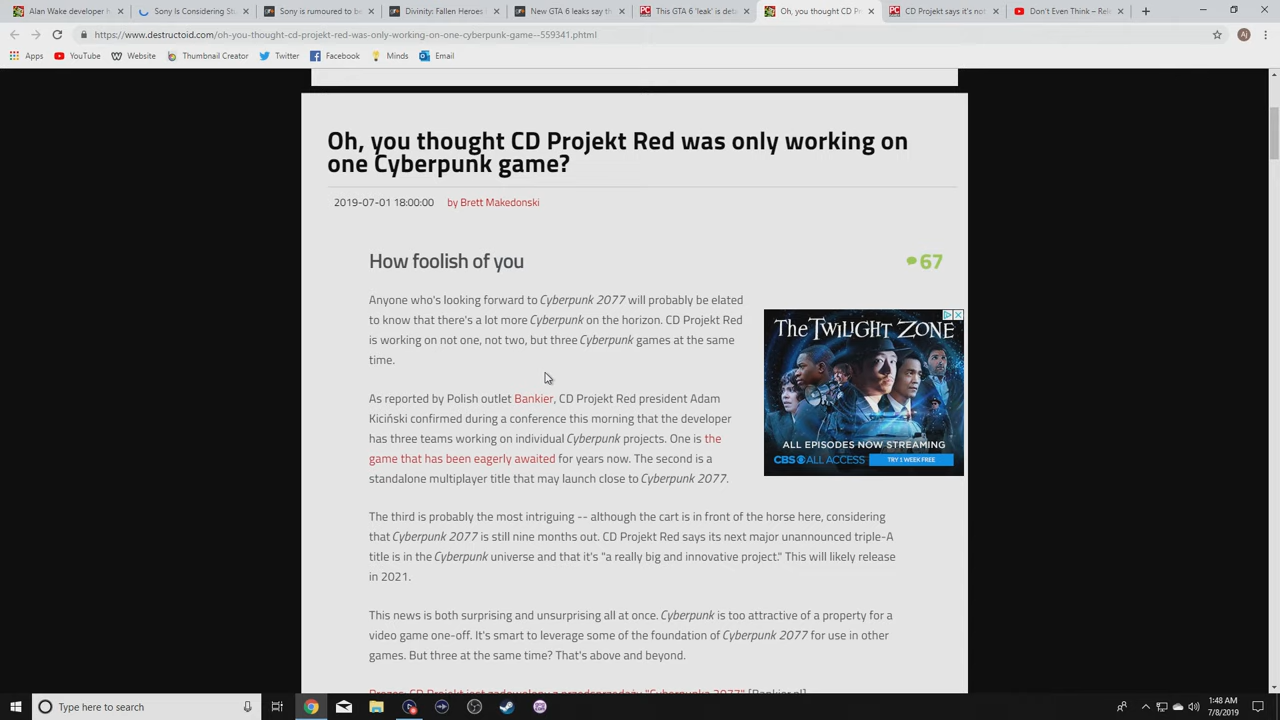 Alan Wake developer h
Sony Is Considering Stu
Sony is rumoured to be
Divinity: Fallen Heroes i
New GTA 6 leaks say th
This GTA 6 'leak' is deta
Oh, you thought CD Pr
CD Projekt says it's not
Don't Even Think – Rele
https://www.destructoid.com/oh-you-thought-cd-projekt-red-was-only-working-on-one-cyberpunk-game--559341.phtml
Aj
Apps
YouTube
Website
Thumbnail Creator
Twitter
Facebook
Minds
Email
Oh, you thought CD Projekt Red was only working on
one Cyberpunk game?
2019-07-01 18:00:00 by Brett Makedonski
How foolish of you
67
Anyone who's looking forward to Cyberpunk 2077 will probably be elated
to know that there's a lot more Cyberpunk on the horizon. CD Projekt Red
is working on not one, not two, but three Cyberpunk games at the same
time.
As reported by Polish outlet Bankier, CD Projekt Red president Adam
Kiciński confirmed during a conference this morning that the developer
has three teams working on individual Cyberpunk projects. One is the
game that has been eagerly awaited for years now. The second is a
standalone multiplayer title that may launch close to Cyberpunk 2077.
The TWILIGHT ZONE
ALL EPISODES NOW STREAMING
CBS ALL ACCESS
TRY 1 WEEK FREE
The third is probably the most intriguing -- although the cart is in front of the horse here, considering
that Cyberpunk 2077 is still nine months out. CD Projekt Red says its next major unannounced triple-A
title is in the Cyberpunk universe and that it's "a really big and innovative project." This will likely release
in 2021.
This news is both surprising and unsurprising all at once. Cyberpunk is too attractive of a property for a
video game one-off. It's smart to leverage some of the foundation of Cyberpunk 2077 for use in other
games. But three at the same time? That's above and beyond.
Prezes CD Projekt jest zadowolony z przedsprzedaży "Cyberpunka 2077" [Bankier.pl]
Type here to search
1:48 AM
7/8/2019